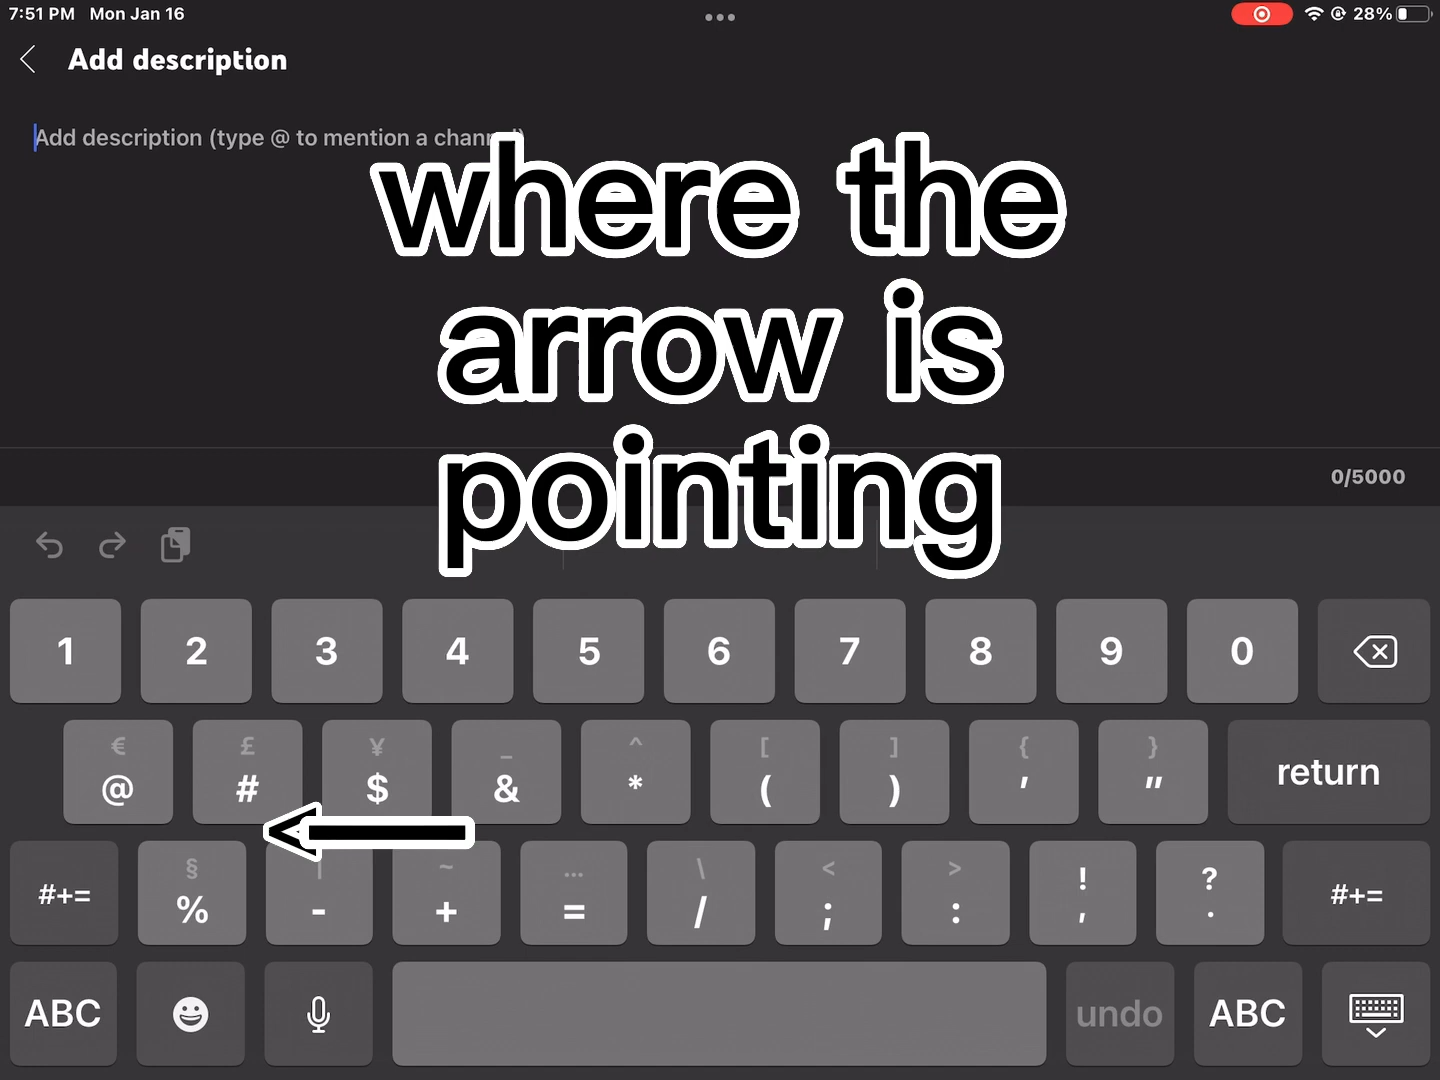 7:51 PM Mon Jan 16
28%
Add description
Add description (type @ to mention a channel)
where the
arrow is
pointing
0/5000
1 2 3 4 5 6 7 8 9 0
€ £ ¥ _ ^ [ ] { }
@ # $ & * ( ) ' " return
§ | ~ … \ < > ! ?
#+= % - + = / ; : , . #+=
ABC undo ABC